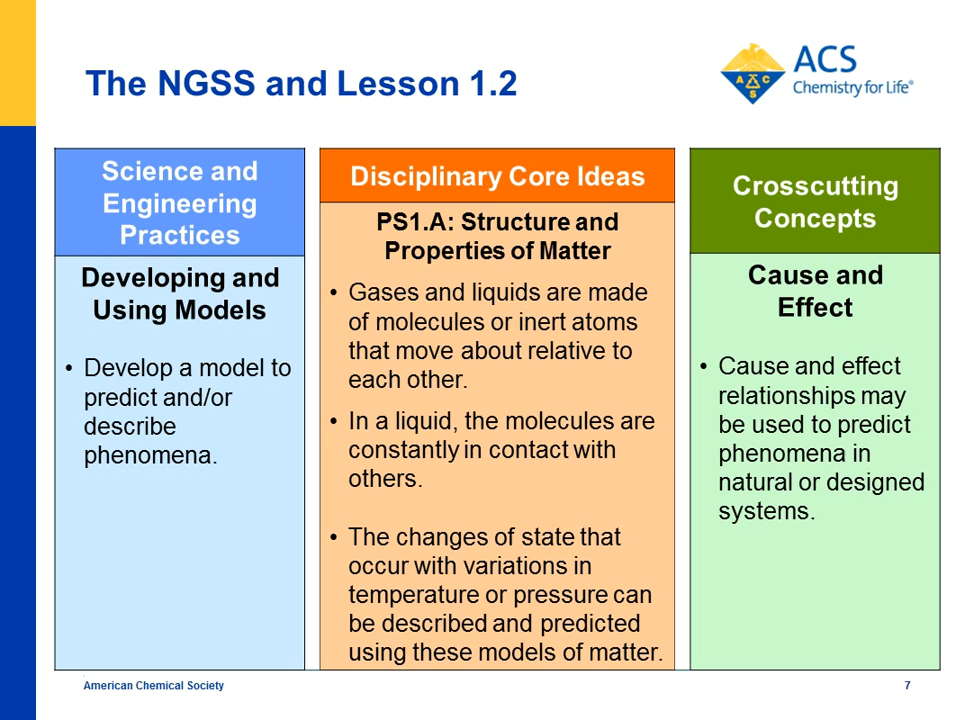 The NGSS and Lesson 1.2
A C S
ACS
Chemistry for Life®
Science and
Engineering
Practices
Developing and
Using Models
• Develop a model to
predict and/or
describe
phenomena.
Disciplinary Core Ideas
PS1.A: Structure and
Properties of Matter
• Gases and liquids are made
of molecules or inert atoms
that move about relative to
each other.
• In a liquid, the molecules are
constantly in contact with
others.
• The changes of state that
occur with variations in
temperature or pressure can
be described and predicted
using these models of matter.
Crosscutting
Concepts
Cause and
Effect
• Cause and effect
relationships may
be used to predict
phenomena in
natural or designed
systems.
American Chemical Society
7